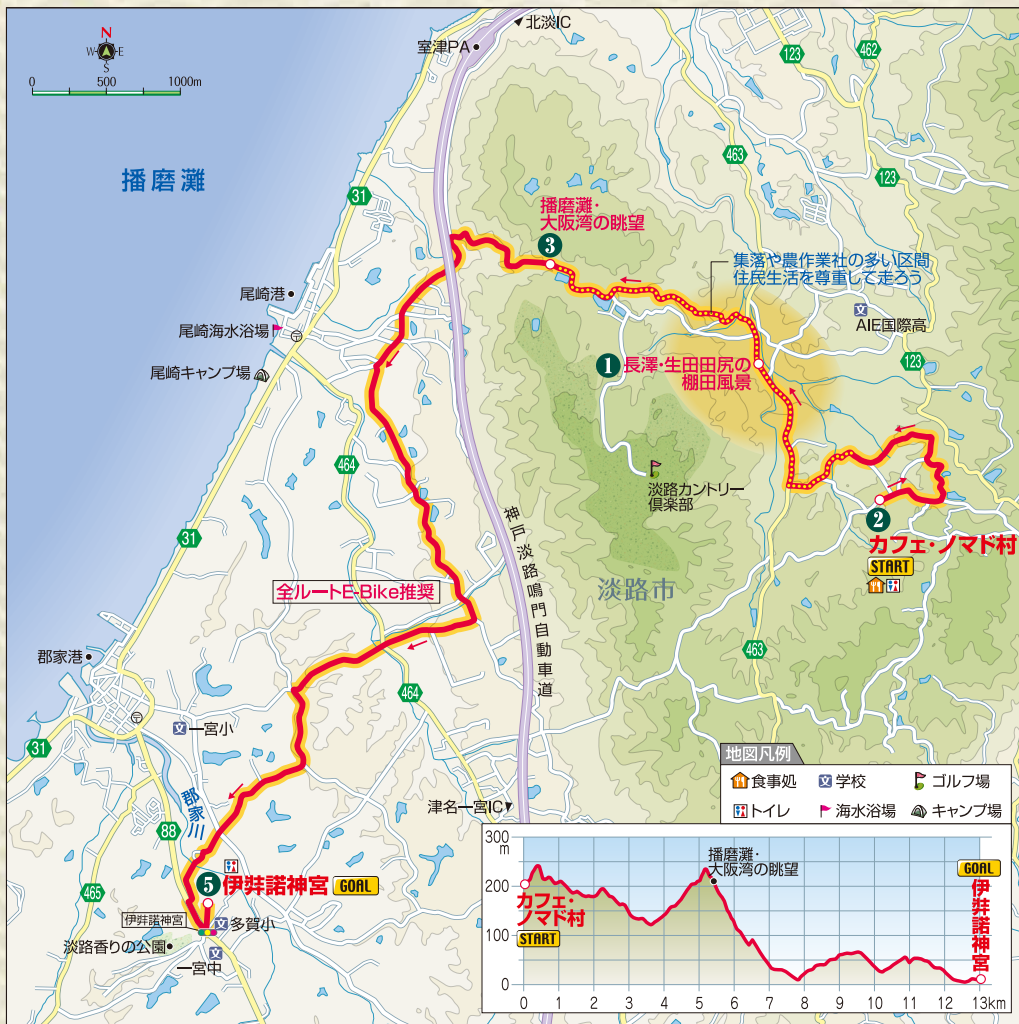 N
W
E
S
0
500
1000m
北淡IC
室津PA
播磨灘
31
123
462
463
123
播磨灘・
大阪湾の眺望
3
集落や農作業社の多い区間
住民生活を尊重して走ろう
文
AIE国際高
尾崎港
尾崎海水浴場
尾崎キャンプ場
1
長澤・生田田尻の
棚田風景
123
464
淡路カントリー
倶楽部
2
カフェ・ノマド村
START
31
神戸淡路鳴門自動車道
淡路市
全ルートE-Bike推奨
463
郡家港
464
文
一宮小
31
郡家川
津名一宮IC
88
465
5
伊弉諾神宮
GOAL
伊弉諾神宮
文
多賀小
淡路香りの公園
文
一宮中
地図凡例
食事処
文
学校
ゴルフ場
トイレ
海水浴場
キャンプ場
300
m
200
100
0
播磨灘・
大阪湾の眺望
カフェ・
ノマド村
START
GOAL
伊弉諾神宮
0
1
2
3
4
5
6
7
8
9
10
11
12
13km